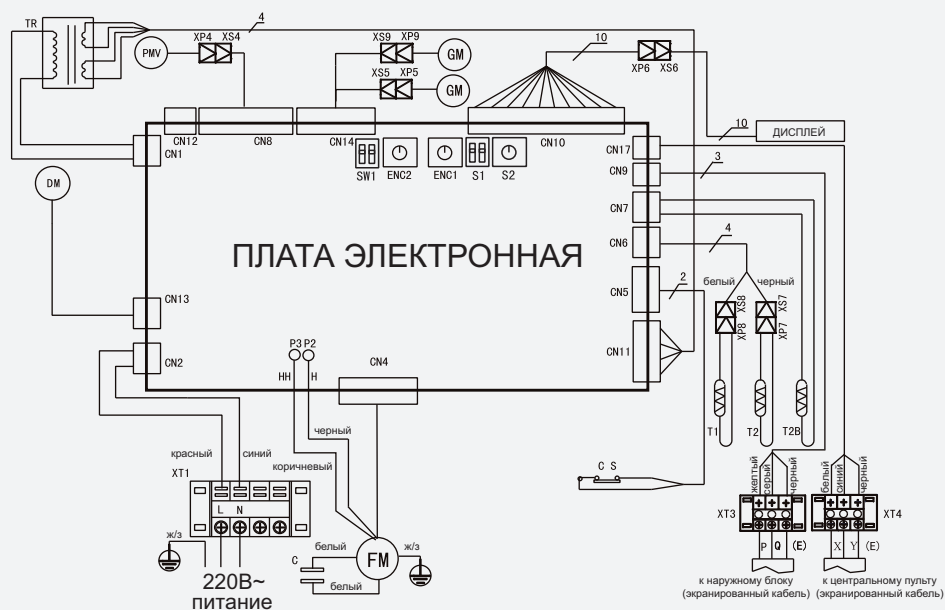 TR
4
PMV
XP4 XS4
XS9 XP9
GM
XS5 XP5
GM
10
XP6 XS6
10
ДИСПЛЕЙ
CN12
CN8
CN14
CN10
CN1
CN17
CN9
3
SW1
ENC2
ENC1
S1
S2
DM
CN7
CN6
4
ПЛАТА ЭЛЕКТРОННАЯ
белый
черный
CN13
CN5
2
XS8
XP8
XS7
XP7
CN2
P3 P2
CN4
CN11
HH
H
T1
T2
T2B
черный
красный
синий
коричневый
XT1
L N
C S
желтый
серый
черный
белый
синий
черный
XT3
XT4
P Q (E)
X Y (E)
ж/з
C
белый
FM
ж/з
белый
220В~
питание
к наружному блоку
(экранированный кабель)
к центральному пульту
(экранированный кабель)